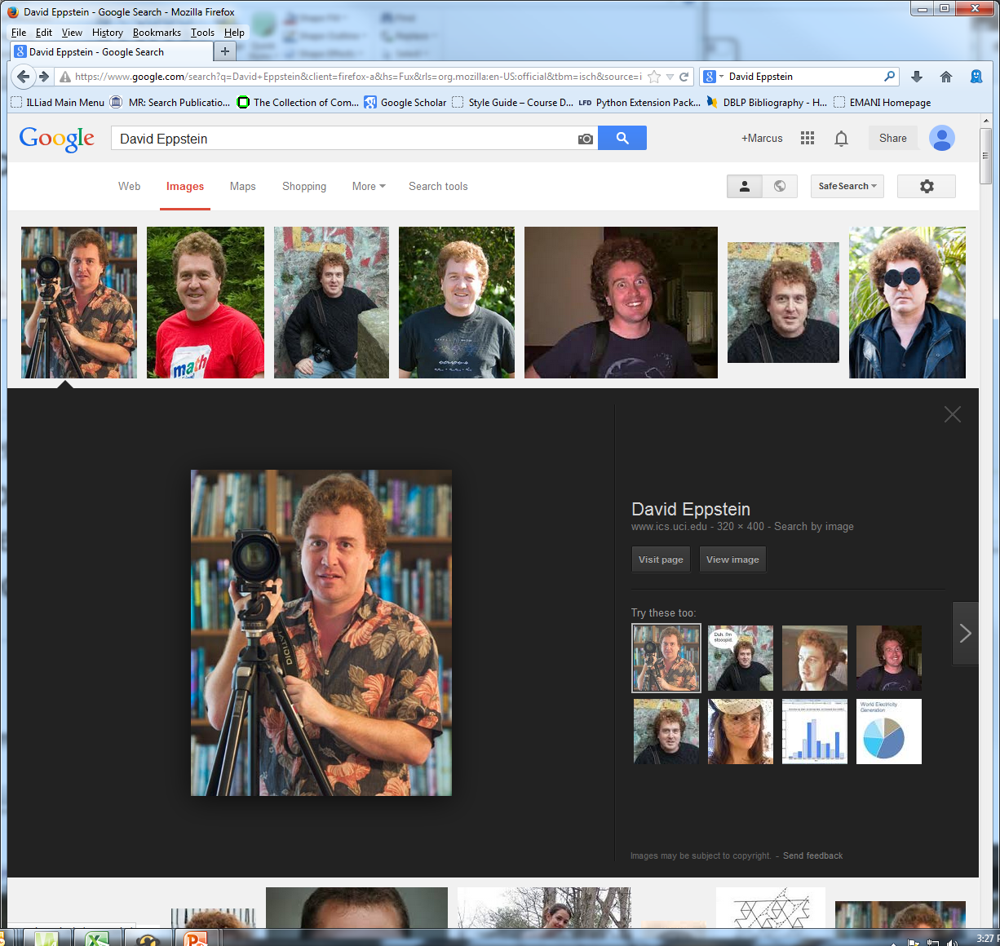 David Eppstein - Google Search - Mozilla Firefox
File Edit View History Bookmarks Tools Help
David Eppstein - Google Search
https://www.google.com/search?q=David+Eppstein&client=firefox-a&hs=Fux&rls=org.mozilla:en-US:official&tbm=isch&source=i
David Eppstein
ILLiad Main Menu MR: Search Publicatio... The Collection of Com... Google Scholar Style Guide – Course D... LFD Python Extension Pack... DBLP Bibliography - H... EMANI Homepage
Google David Eppstein +Marcus Share
Web Images Maps Shopping More Search tools SafeSearch
math
David Eppstein
www.ics.uci.edu - 320 × 400 - Search by image
Visit page View image
Try these too:
Duh. I'm
stooopid.
World Electricity
Generation
Images may be subject to copyright. - Send feedback
3:27